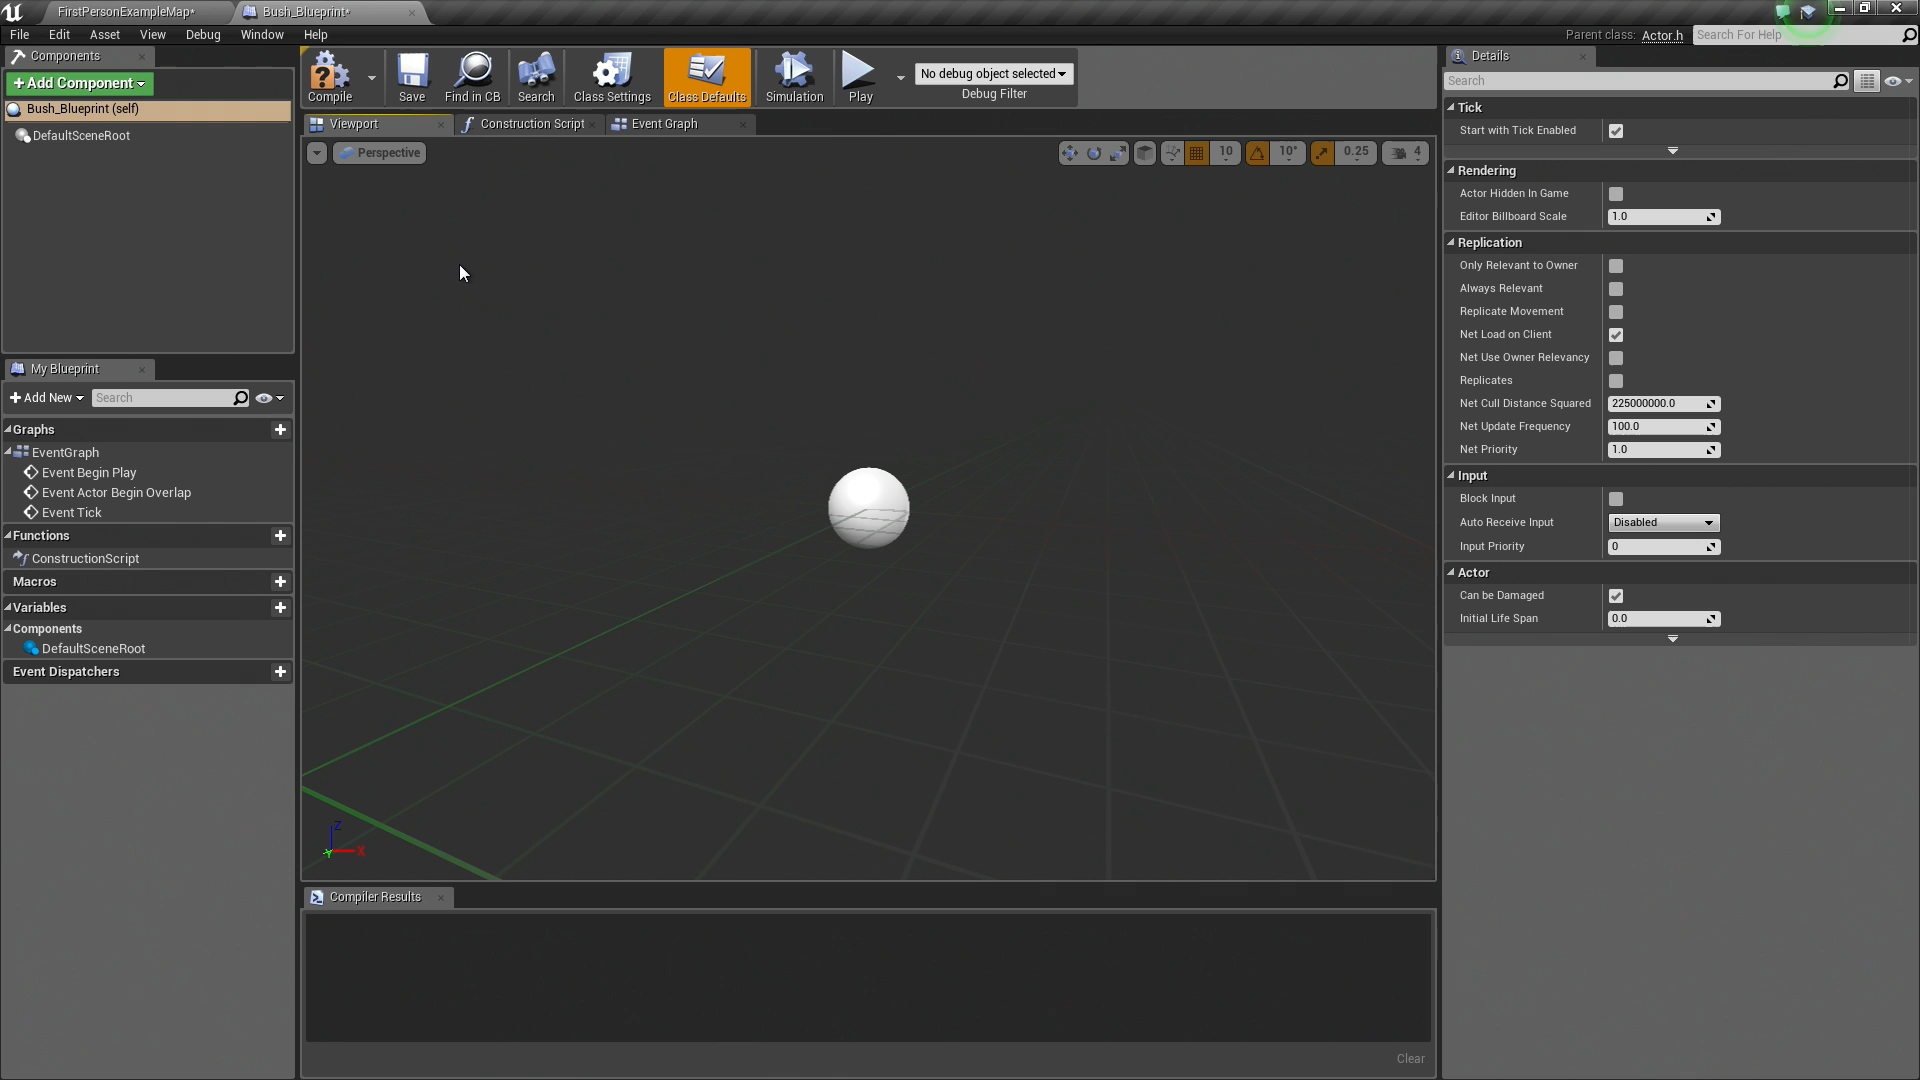 FirstPersonExampleMap*
Bush_Blueprint*
File Edit Asset View Debug Window Help
Parent class: Actor.h
Search For Help
Components
+ Add Component
Bush_Blueprint (self)
DefaultSceneRoot
My Blueprint
+ Add New
Search
Graphs
EventGraph
Event Begin Play
Event Actor Begin Overlap
Event Tick
Functions
ConstructionScript
Macros
Variables
Components
DefaultSceneRoot
Event Dispatchers
Compile
Save
Find in CB
Search
Class Settings
Class Defaults
Simulation
Play
No debug object selected
Debug Filter
Viewport
Construction Script
Event Graph
Perspective
10
10°
0.25
4
Z
X
Y
Compiler Results
Clear
Details
Search
Tick
Start with Tick Enabled
Rendering
Actor Hidden In Game
Editor Billboard Scale 1.0
Replication
Only Relevant to Owner
Always Relevant
Replicate Movement
Net Load on Client
Net Use Owner Relevancy
Replicates
Net Cull Distance Squared 225000000.0
Net Update Frequency 100.0
Net Priority 1.0
Input
Block Input
Auto Receive Input Disabled
Input Priority 0
Actor
Can be Damaged
Initial Life Span 0.0